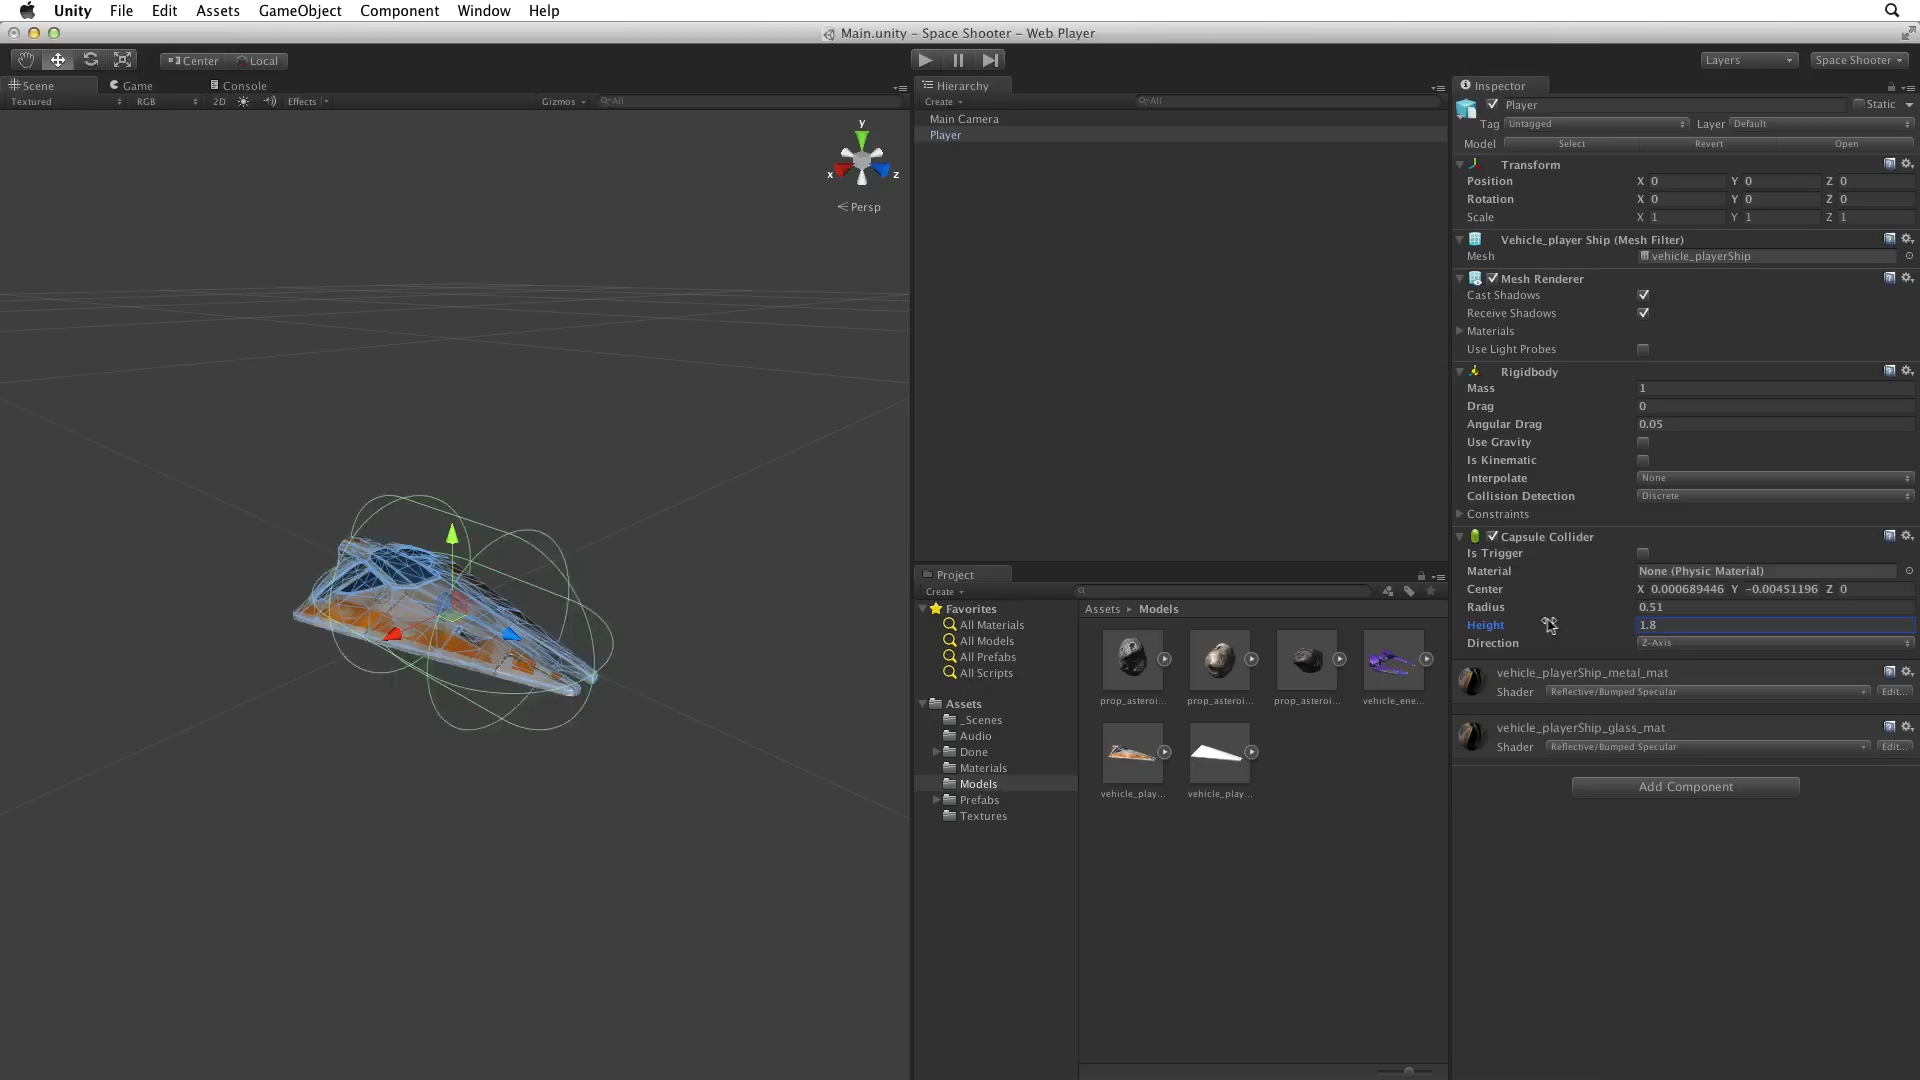 Unity File Edit Assets GameObject Component Window Help
Main.unity – Space Shooter – Web Player
Center Local
Layers
Space Shooter
Scene Game Console
Textured RGB 2D Effects Gizmos All
y
x
z
Persp
Hierarchy
Create All
Main Camera
Player
Project
Create
Favorites
All Materials
All Models
All Prefabs
All Scripts
Assets
_Scenes
Audio
Done
Materials
Models
Prefabs
Textures
Assets ▸ Models
prop_asteroi... prop_asteroi... prop_asteroi... vehicle_ene...
vehicle_play... vehicle_play...
Inspector
Player Static
Tag Untagged Layer Default
Model Select Revert Open
Transform
Position X 0 Y 0 Z 0
Rotation X 0 Y 0 Z 0
Scale X 1 Y 1 Z 1
Vehicle_player Ship (Mesh Filter)
Mesh vehicle_playerShip
Mesh Renderer
Cast Shadows
Receive Shadows
Materials
Use Light Probes
Rigidbody
Mass 1
Drag 0
Angular Drag 0.05
Use Gravity
Is Kinematic
Interpolate None
Collision Detection Discrete
Constraints
Capsule Collider
Is Trigger
Material None (Physic Material)
Center X 0.000689446 Y −0.00451196 Z 0
Radius 0.51
Height 1.8
Direction Z-Axis
vehicle_playerShip_metal_mat
Shader Reflective/Bumped Specular Edit...
vehicle_playerShip_glass_mat
Shader Reflective/Bumped Specular Edit...
Add Component